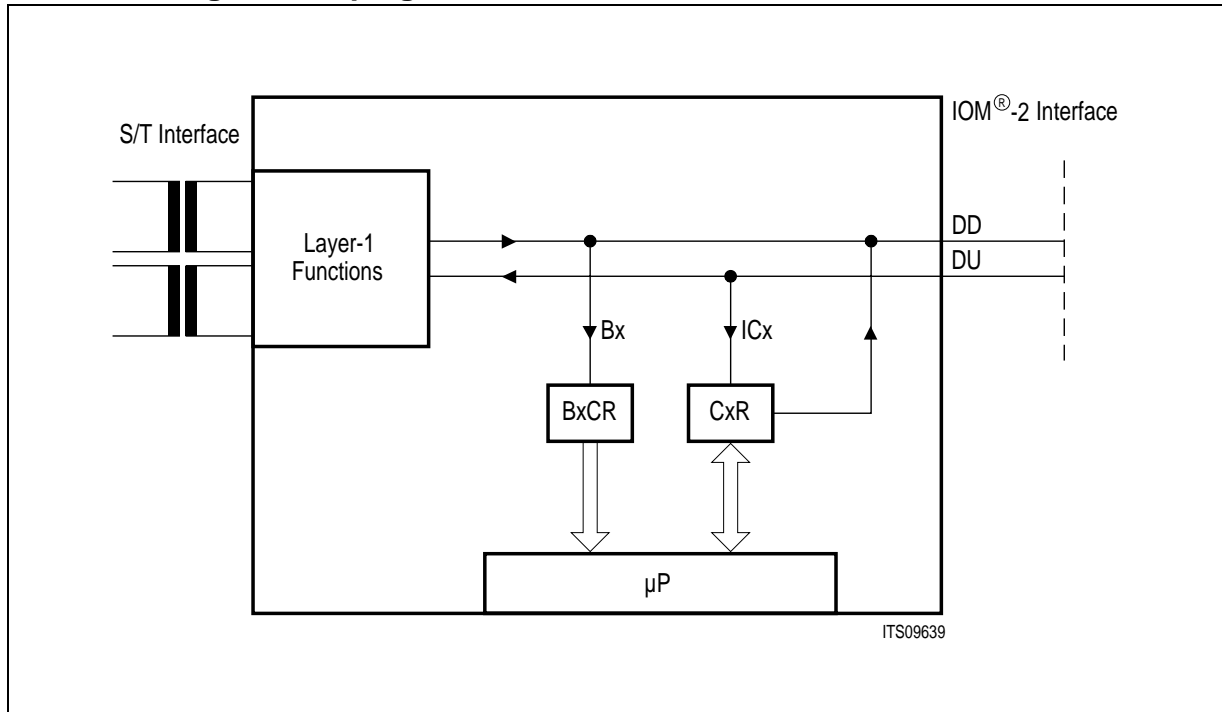 S/T Interface
IOM®-2 Interface
Layer-1
Functions
DD
DU
Bx
ICx
BxCR
CxR
µP
ITS09639